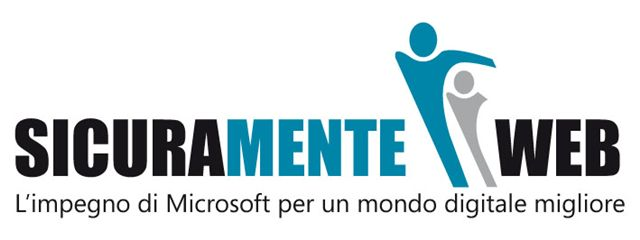 SICURAMENTE WEB
L'impegno di Microsoft per un mondo digitale migliore